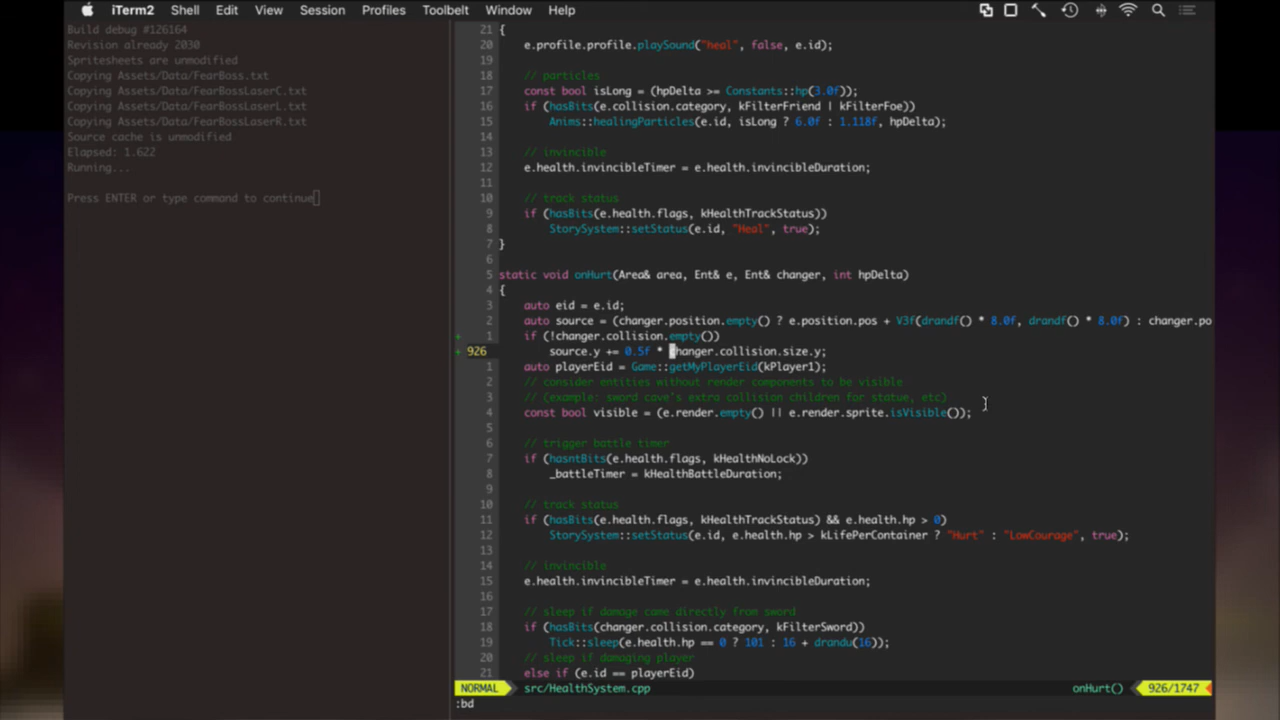 iTerm2 Shell Edit View Session Profiles Toolbelt Window Help
Build debug #126164
Revision already 2030
Spritesheets are unmodified
Copying Assets/Data/FearBoss.txt
Copying Assets/Data/FearBossLaserC.txt
Copying Assets/Data/FearBossLaserL.txt
Copying Assets/Data/FearBossLaserR.txt
Source cache is unmodified
Elapsed: 1.622
Running...
Press ENTER or type command to continue
21 {
20 e.profile.profile.playSound("heal", false, e.id);
19
18 // particles
17 const bool isLong = (hpDelta >= Constants::hp(3.0f));
16 if (hasBits(e.collision.category, kFilterFriend | kFilterFoe))
15 Anims::healingParticles(e.id, isLong ? 6.0f : 1.118f, hpDelta);
14
13 // invincible
12 e.health.invincibleTimer = e.health.invincibleDuration;
11
10 // track status
9 if (hasBits(e.health.flags, kHealthTrackStatus))
8 StorySystem::setStatus(e.id, "Heal", true);
7 }
6
5 static void onHurt(Area& area, Ent& e, Ent& changer, int hpDelta)
4 {
3 auto eid = e.id;
2 auto source = (changer.position.empty() ? e.position.pos + V3f(drandf() * 8.0f, drandf() * 8.0f) : changer.po
+ 1 if (!changer.collision.empty())
+ 926 source.y += 0.5f * changer.collision.size.y;
1 auto playerEid = Game::getMyPlayerEid(kPlayer1);
2 // consider entities without render components to be visible
3 // (example: sword cave's extra collision children for statue, etc)
4 const bool visible = (e.render.empty() || e.render.sprite.isVisible());
5
6 // trigger battle timer
7 if (hasntBits(e.health.flags, kHealthNoLock))
8 _battleTimer = kHealthBattleDuration;
9
10 // track status
11 if (hasBits(e.health.flags, kHealthTrackStatus) && e.health.hp > 0)
12 StorySystem::setStatus(e.id, e.health.hp > kLifePerContainer ? "Hurt" : "LowCourage", true);
13
14 // invincible
15 e.health.invincibleTimer = e.health.invincibleDuration;
16
17 // sleep if damage came directly from sword
18 if (hasBits(changer.collision.category, kFilterSword))
19 Tick::sleep(e.health.hp == 0 ? 101 : 16 + drandu(16));
20 // sleep if damaging player
21 else if (e.id == playerEid)
NORMAL src/HealthSystem.cpp onHurt() 926/1747
:bd